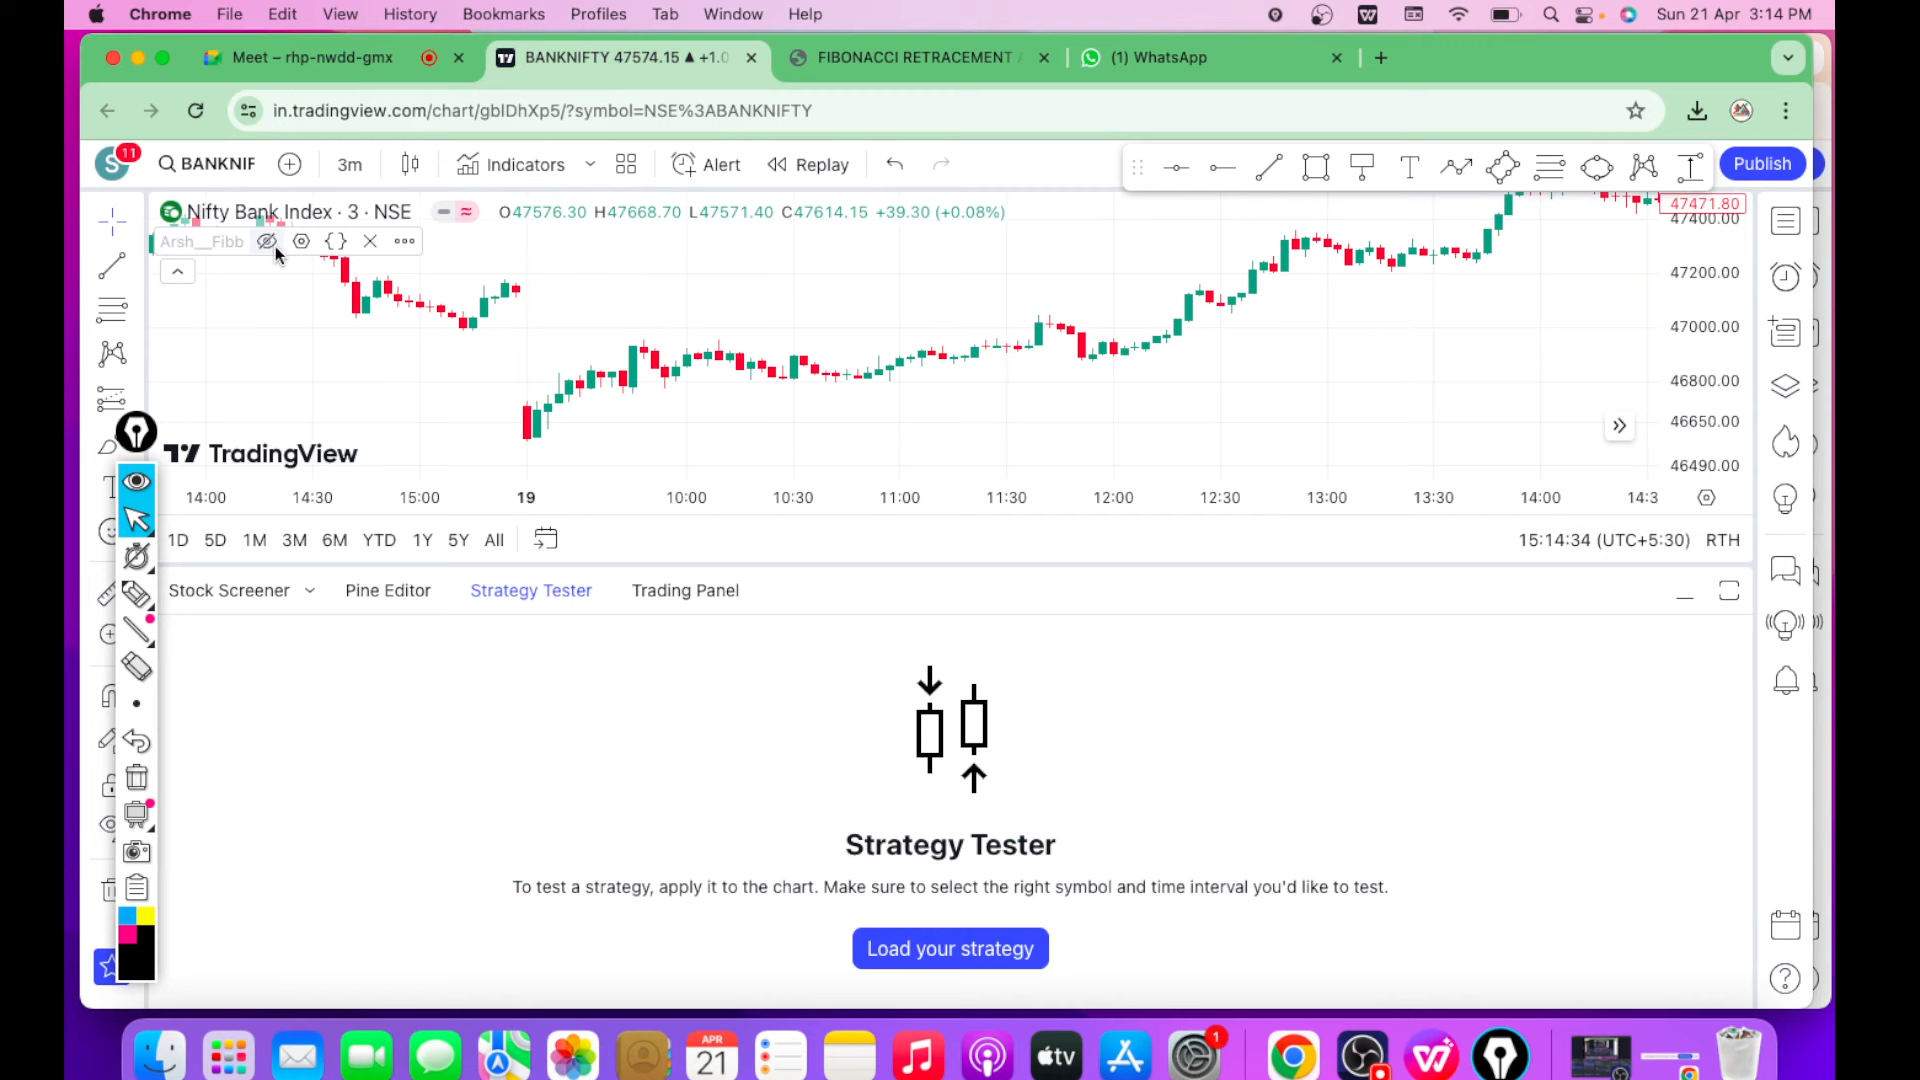 Chrome File Edit View History Bookmarks Profiles Tab Window Help Sun 21 Apr 3:14 PM
Meet – rhp-nwdd-gmx BANKNIFTY 47574.15 ▲ +1.0 FIBONACCI RETRACEMENT (1) WhatsApp
in.tradingview.com/chart/gblDhXp5/?symbol=NSE%3ABANKNIFTY
S 11 BANKNIF 3m Indicators Alert Replay Publish
Nifty Bank Index · 3 · NSE O47576.30 H47668.70 L47571.40 C47614.15 +39.30 (+0.08%)
47471.80
47400.00
Arsh__Fibb
47200.00
47000.00
46800.00
46650.00
TradingView
46490.00
14:00 14:30 15:00 19 10:00 10:30 11:00 11:30 12:00 12:30 13:00 13:30 14:00 14:3
1D 5D 1M 3M 6M YTD 1Y 5Y All 15:14:34 (UTC+5:30) RTH
Stock Screener Pine Editor Strategy Tester Trading Panel
Strategy Tester
To test a strategy, apply it to the chart. Make sure to select the right symbol and time interval you'd like to test.
Load your strategy
APR
21
tv
1